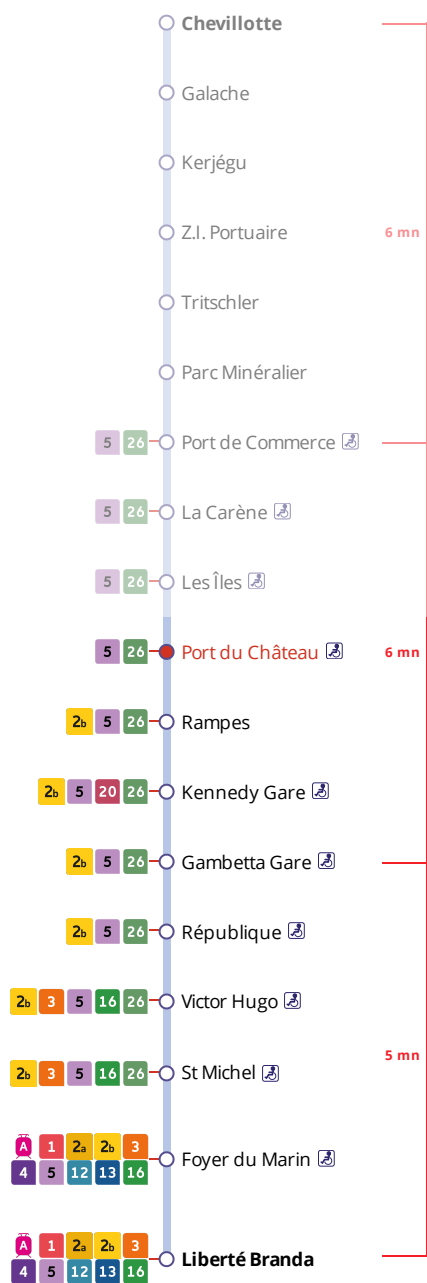 Chevillotte
Galache
Kerjégu
Z.I. Portuaire
6 mn
Tritschler
Parc Minéralier
5 26 Port de Commerce
5 26 La Carène
5 26 Les Îles
5 26 Port du Château
6 mn
2b 5 26 Rampes
2b 5 20 26 Kennedy Gare
2b 5 26 Gambetta Gare
2b 5 26 République
2b 3 5 16 26 Victor Hugo
5 mn
2b 3 5 16 26 St Michel
A 1 2a 2b 3
4 5 12 13 16
Foyer du Marin
A 1 2a 2b 3
4 5 12 13 16
Liberté Branda